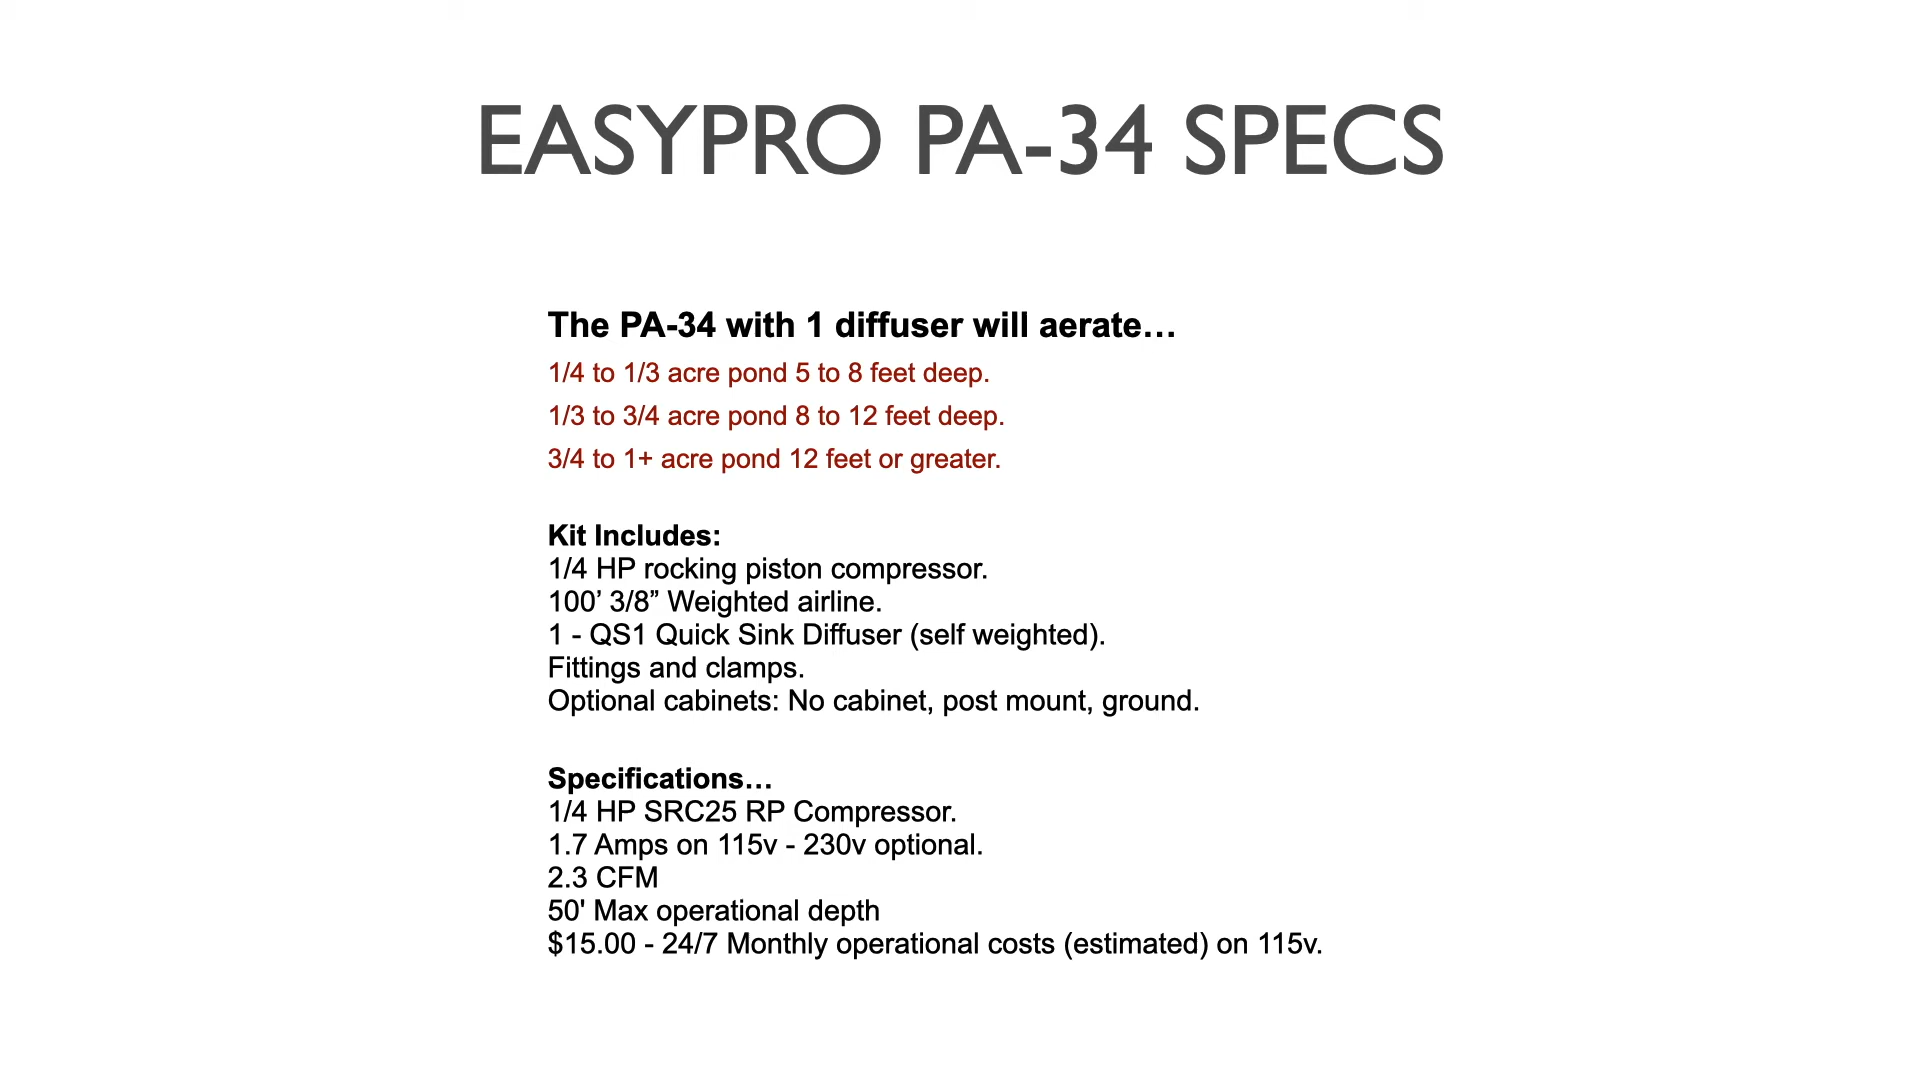 EASYPRO PA-34 SPECS
The PA-34 with 1 diffuser will aerate…
1/4 to 1/3 acre pond 5 to 8 feet deep.
1/3 to 3/4 acre pond 8 to 12 feet deep.
3/4 to 1+ acre pond 12 feet or greater.
Kit Includes:
1/4 HP rocking piston compressor.
100’ 3/8” Weighted airline.
1 - QS1 Quick Sink Diffuser (self weighted).
Fittings and clamps.
Optional cabinets: No cabinet, post mount, ground.
Specifications…
1/4 HP SRC25 RP Compressor.
1.7 Amps on 115v - 230v optional.
2.3 CFM
50' Max operational depth
$15.00 - 24/7 Monthly operational costs (estimated) on 115v.